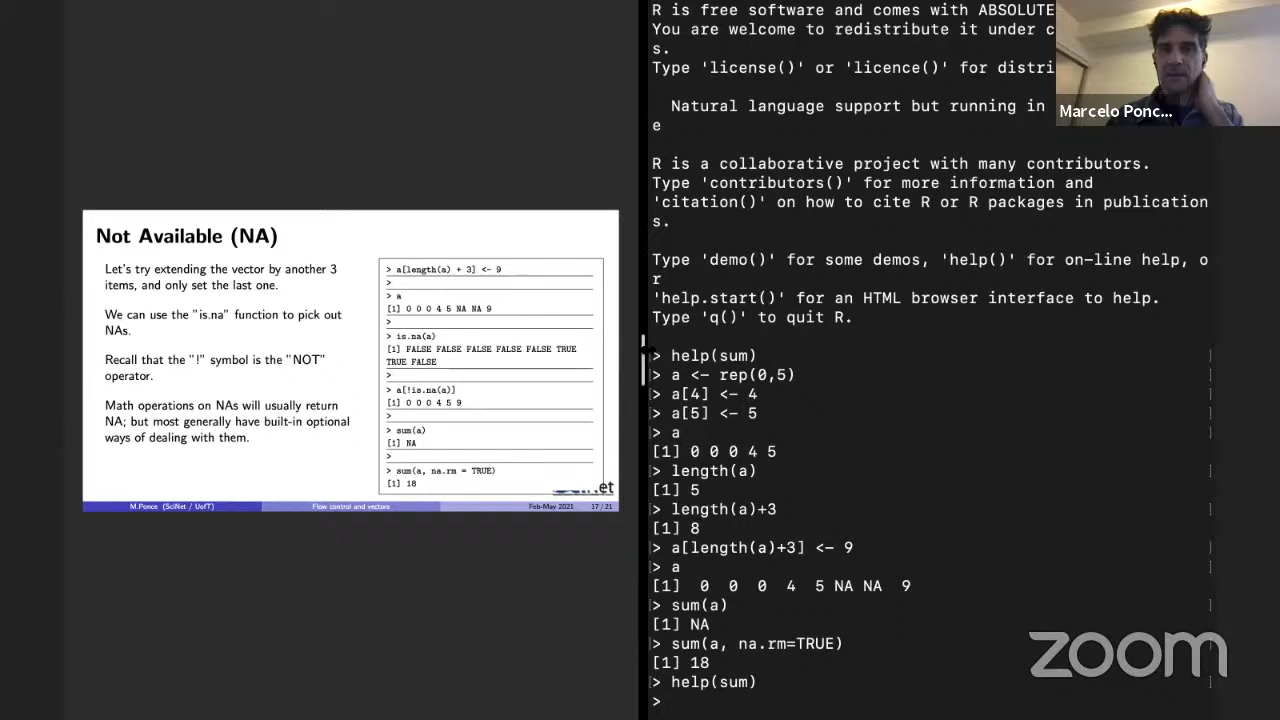 Not Available (NA)
Let's try extending the vector by another 3
items, and only set the last one.
We can use the "is.na" function to pick out
NAs.
Recall that the "!" symbol is the "NOT"
operator.
Math operations on NAs will usually return
NA; but most generally have built-in optional
ways of dealing with them.
> a[length(a) + 3] <- 9
>
> a
[1] 0 0 0 4 5 NA NA 9
>
> is.na(a)
[1] FALSE FALSE FALSE FALSE FALSE TRUE
TRUE FALSE
>
> a[!is.na(a)]
[1] 0 0 0 4 5 9
>
> sum(a)
[1] NA
>
> sum(a, na.rm = TRUE)
[1] 18
M.Ponce (SciNet / UofT)
Flow control and vectors
Feb-May 2021
17 / 21
R is free software and comes with ABSOLUTE
You are welcome to redistribute it under c
s.
Type 'license()' or 'licence()' for distri
Natural language support but running in
e
R is a collaborative project with many contributors.
Type 'contributors()' for more information and
'citation()' on how to cite R or R packages in publication
s.
Type 'demo()' for some demos, 'help()' for on-line help, o
r
'help.start()' for an HTML browser interface to help.
Type 'q()' to quit R.
> help(sum)
> a <- rep(0,5)
> a[4] <- 4
> a[5] <- 5
> a
[1] 0 0 0 4 5
> length(a)
[1] 5
> length(a)+3
[1] 8
> a[length(a)+3] <- 9
> a
[1]  0  0  0  4  5 NA NA  9
> sum(a)
[1] NA
> sum(a, na.rm=TRUE)
[1] 18
> help(sum)
>
Marcelo Ponc...
zoom